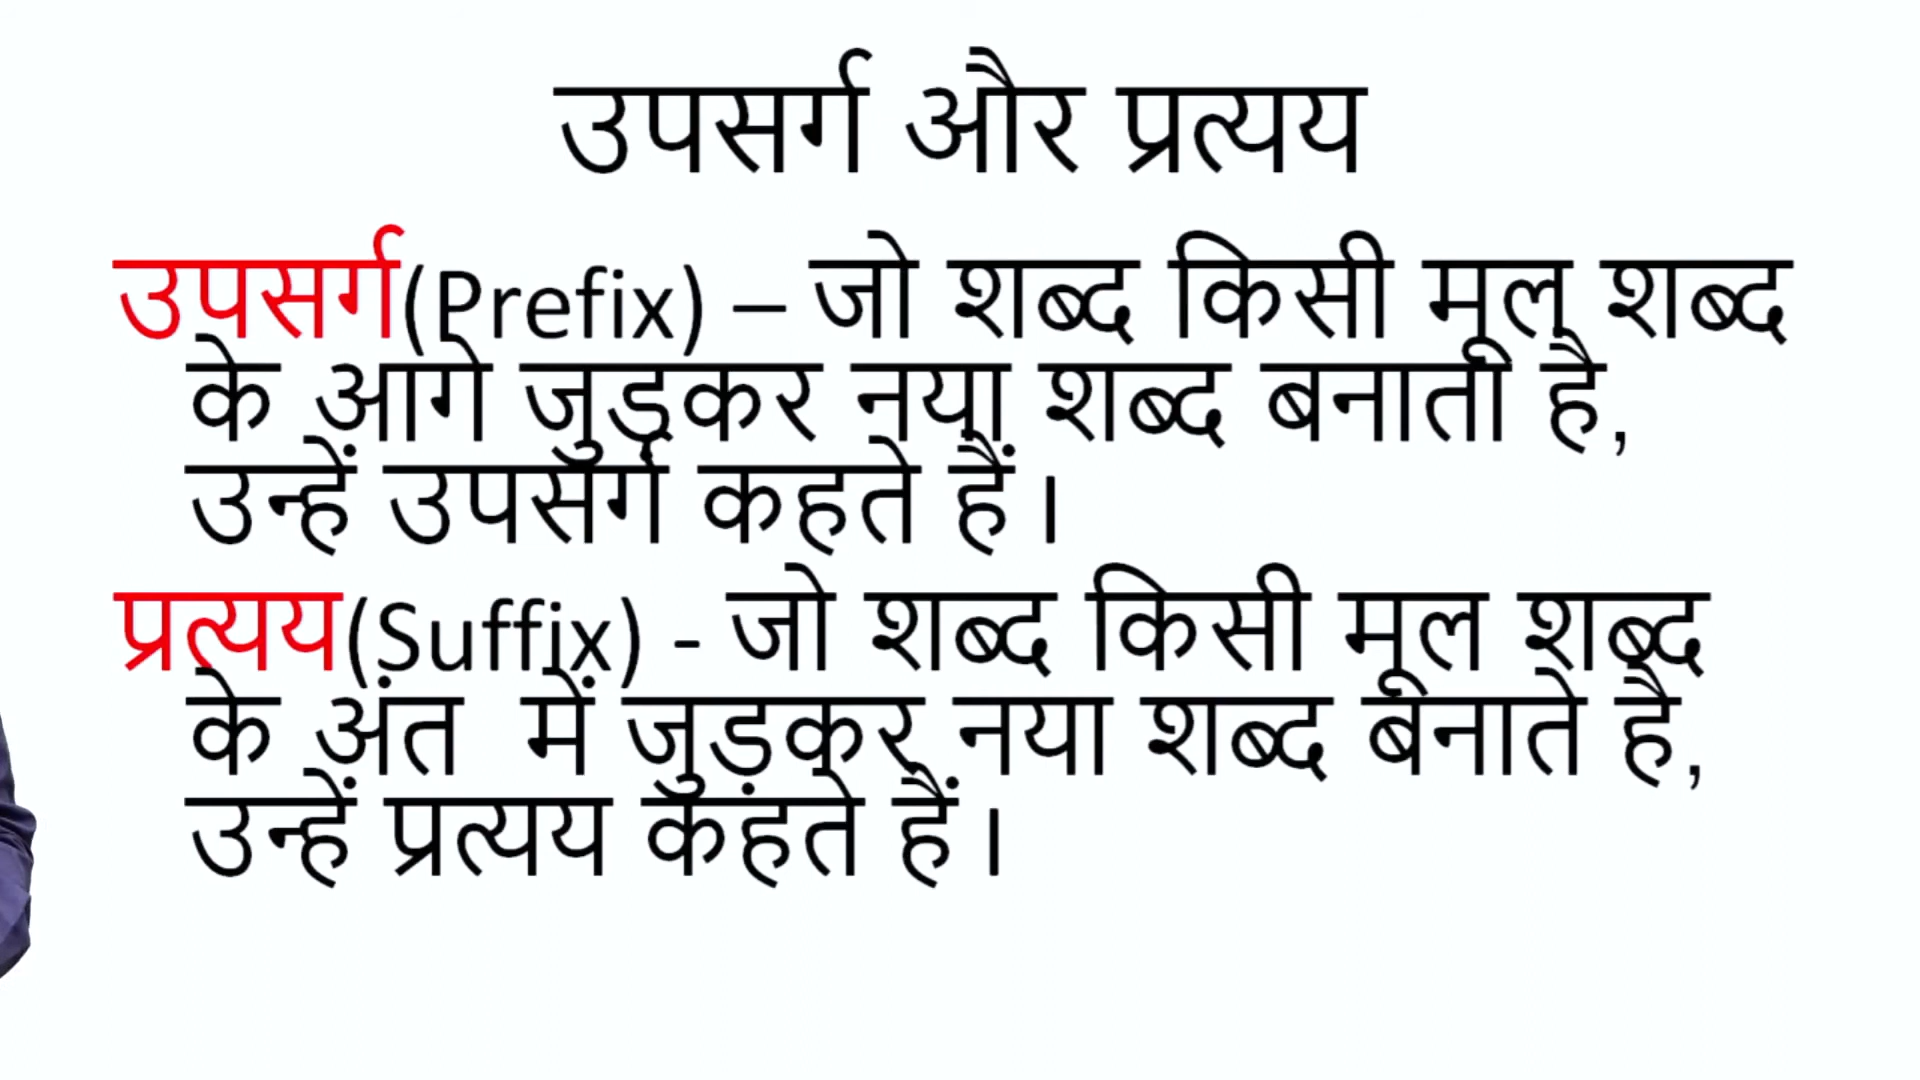 उपसर्ग और प्रत्यय
उपसर्ग(Prefix) – जो शब्द किसी मूल शब्द
के आगे जुड़कर नया शब्द बनाता है,
उन्हें उपसर्ग कहते हैं।
प्रत्यय(Suffix) - जो शब्द किसी मूल शब्द
के अंत में जुड़कर नया शब्द बनाते है,
उन्हें प्रत्यय कहते हैं।